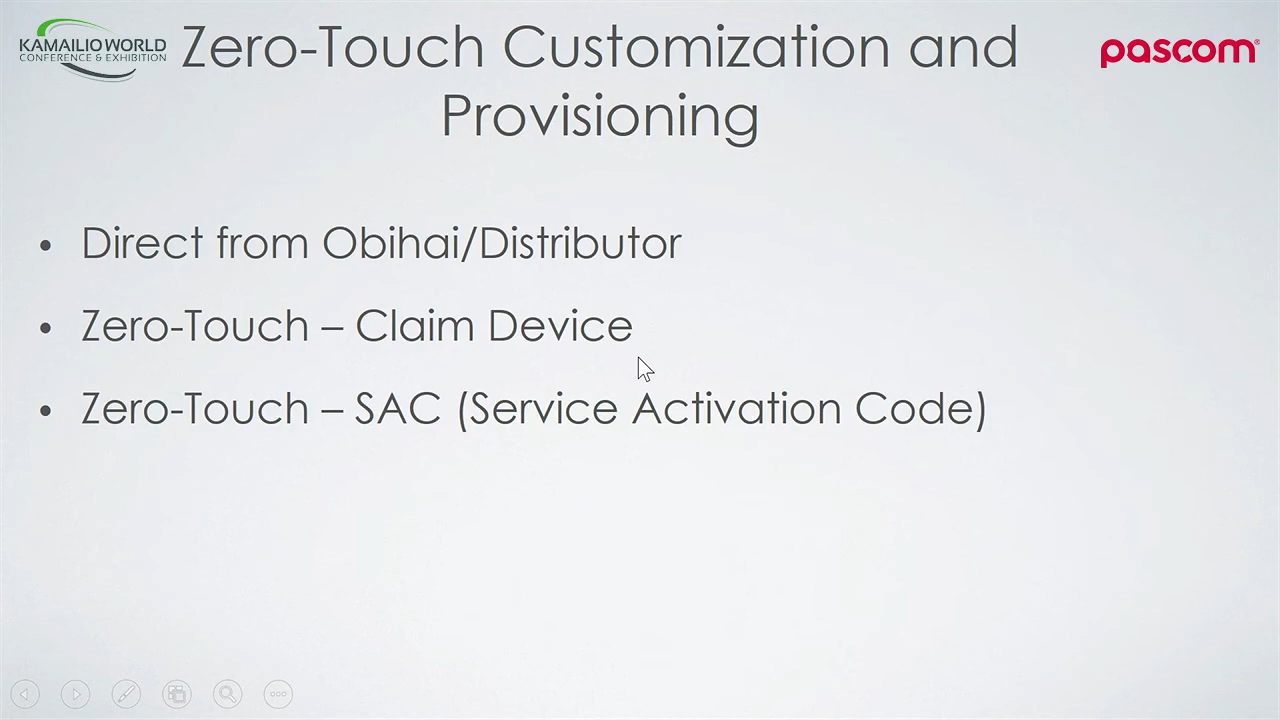 KAMAILIO WORLD
CONFERENCE & EXHIBITION
pascom®
Zero-Touch Customization and
Provisioning
• Direct from Obihai/Distributor
• Zero-Touch – Claim Device
• Zero-Touch – SAC (Service Activation Code)